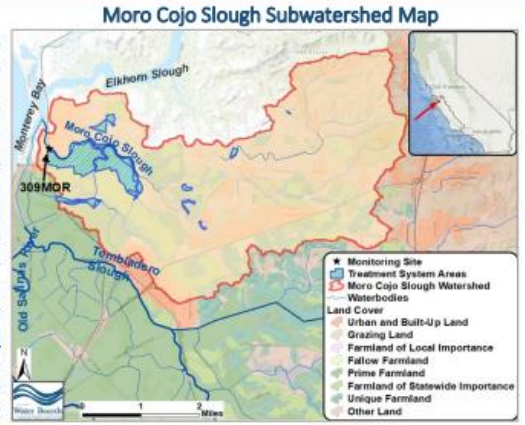 Moro Cojo Slough Subwatershed Map
Elkhorn Slough
Monterey Bay
Moro Cojo Slough
309MOR
Tembladero
Slough
Old Salinas River
N
Water Boards
0 1 2
Miles
Monitoring Site
Treatment System Areas
Moro Cojo Slough Watershed
Waterbodies
Land Cover
Urban and Built-Up Land
Grazing Land
Farmland of Local Importance
Fallow Farmland
Prime Farmland
Farmland of Statewide Importance
Unique Farmland
Other Land